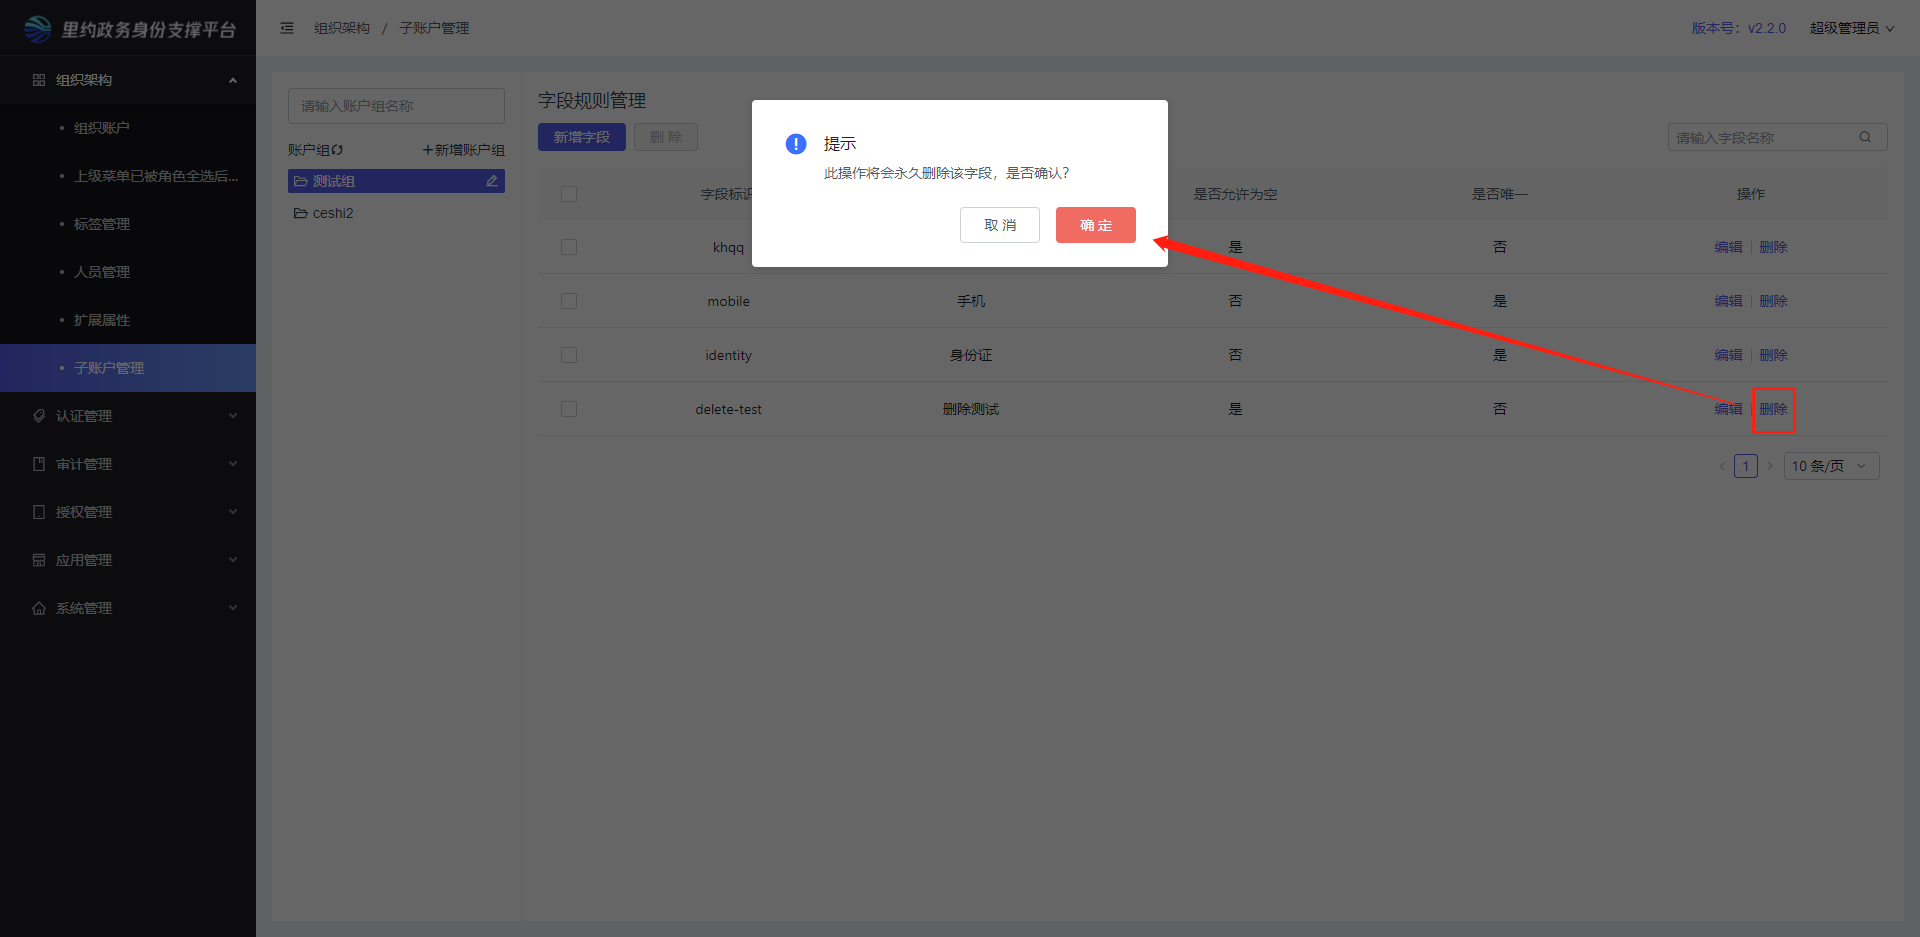 里约政务身份支撑平台
组织架构 / 子账户管理
版本号：v2.2.0
超级管理员
组织架构
组织账户
上级菜单已被角色全选后...
标签管理
人员管理
扩展属性
子账户管理
认证管理
审计管理
授权管理
应用管理
系统管理
请输入账户组名称
账户组
+新增账户组
测试组
ceshi2
字段规则管理
新增字段
删 除
请输入字段名称
提示
此操作将会永久删除该字段，是否确认？
取 消
确 定
字段标识 是否允许为空 是否唯一 操作
khqq 是 否 编辑 删除
mobile 手机 否 是 编辑 删除
identity 身份证 否 是 编辑 删除
delete-test 删除测试 是 否 编辑 删除
1
10 条/页